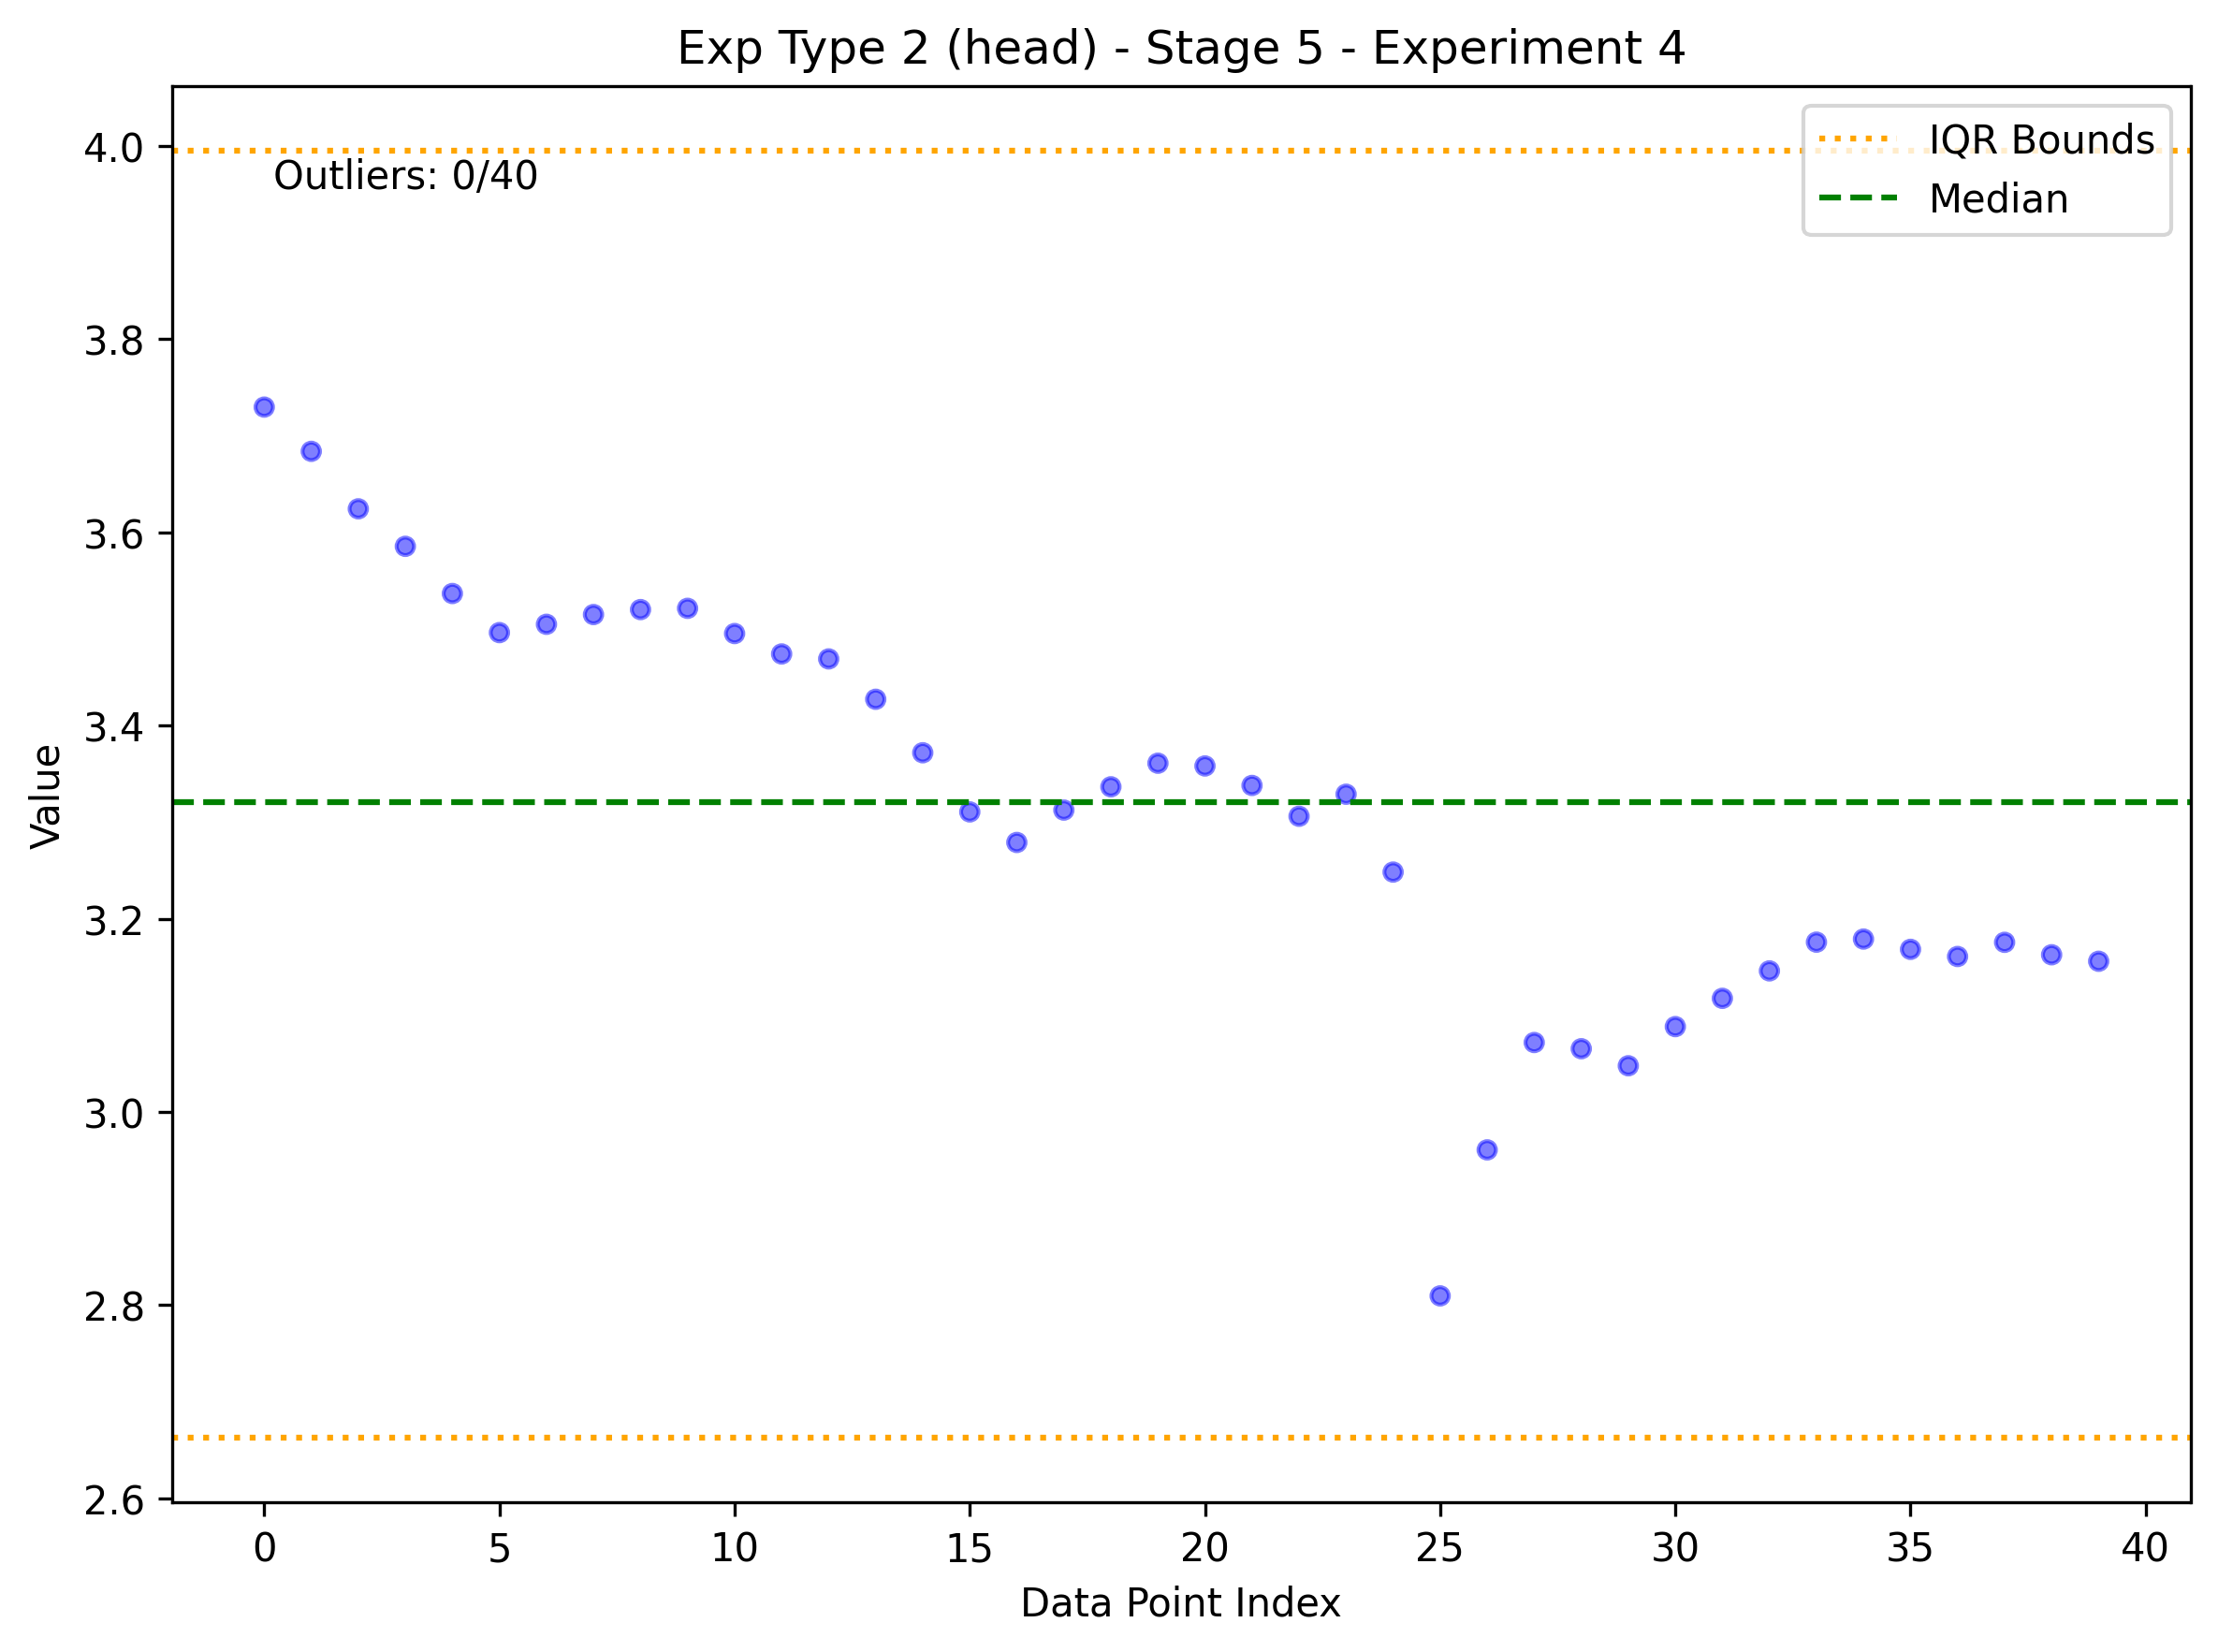 Exp Type 2 (head) - Stage 5 - Experiment 4
IQR Bounds
Median
Outliers: 0/40
4.0
3.8
3.6
3.4
3.2
3.0
2.8
2.6
Value
0 5 10 15 20 25 30 35 40
Data Point Index